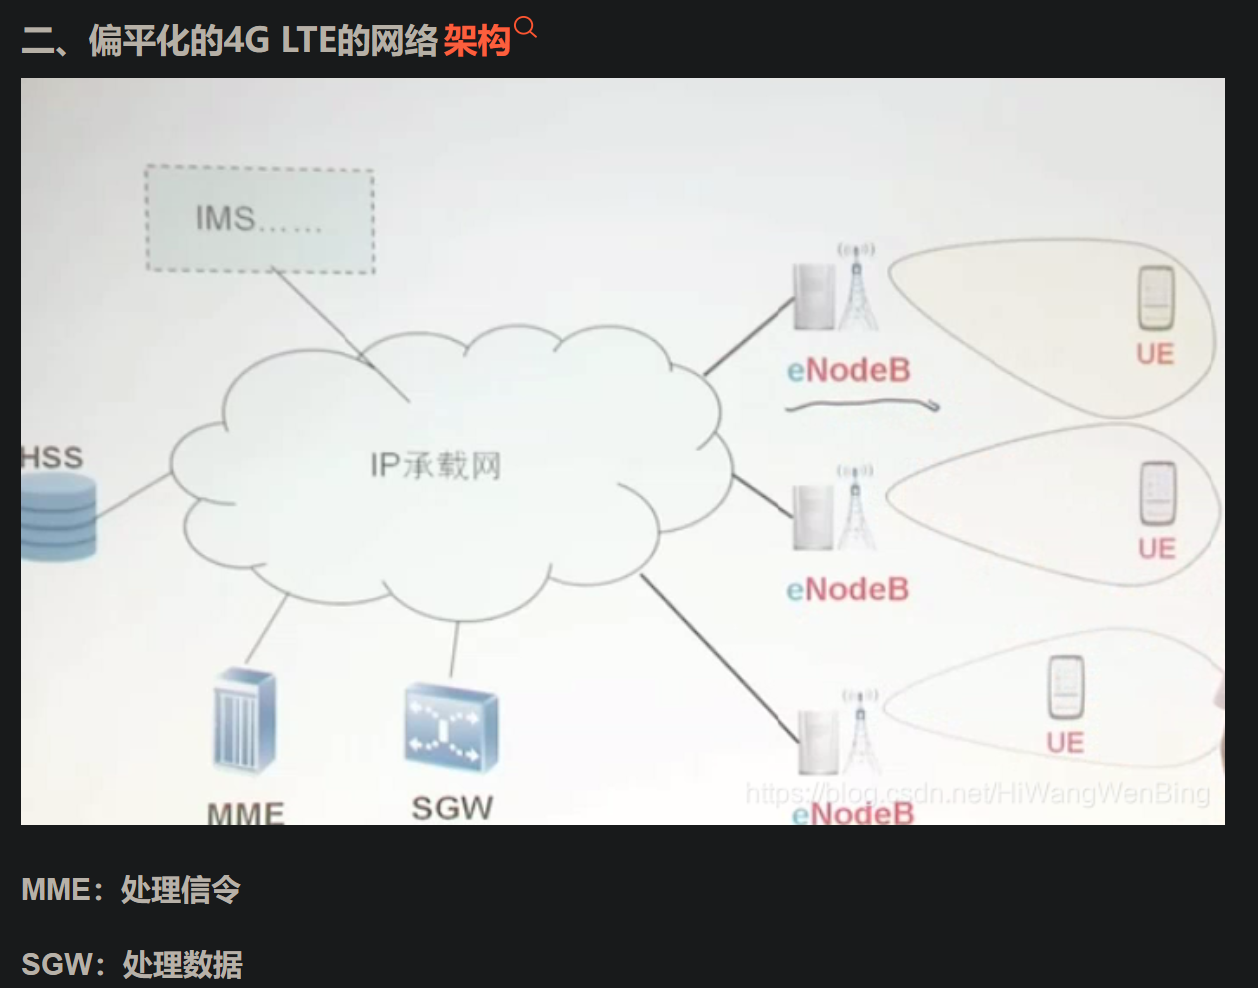 二、偏平化的4G LTE的网络 架构
IMS……
eNodeB
UE
HSS
IP承载网
UE
eNodeB
UE
MME
SGW
https://blog.csdn.net/HiWangWenBing
eNodeB
MME：处理信令
SGW：处理数据